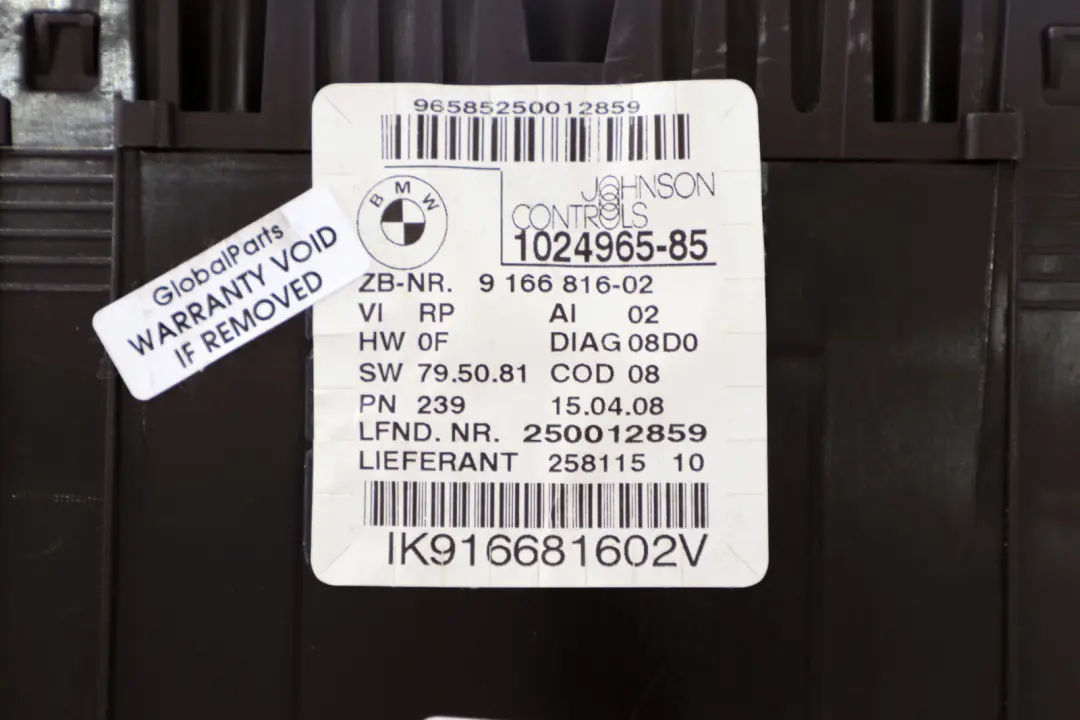 96585250012859
BMW
JOHNSON
CONTROLS
1024965-85
ZB-NR. 9 166 816-02
VI RP AI 02
HW 0F DIAG 08D0
SW 79.50.81 COD 08
PN 239 15.04.08
LFND. NR. 250012859
LIEFERANT 258115 10
IK916681602V
GlobalParts
WARRANTY VOID
IF REMOVED